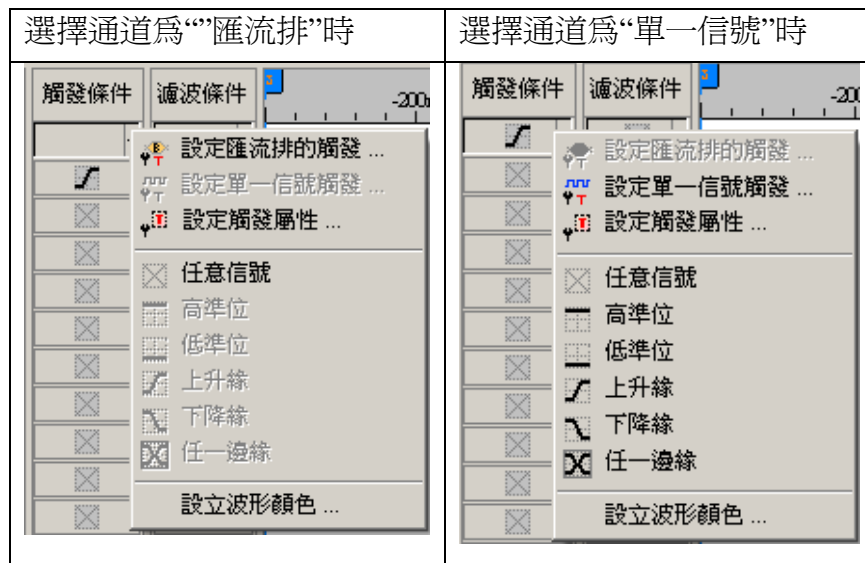 選擇通道爲“”匯流排”時
觸發條件 濾波條件 3 -200
設定匯流排的觸發 ...
設定單一信號觸發 ...
設定觸發屬性 ...
任意信號
高準位
低準位
上升緣
下降緣
任一邊緣
設立波形顏色 ...
選擇通道爲“單一信號”時
觸發條件 濾波條件 3 -200
設定匯流排的觸發 ...
設定單一信號觸發 ...
設定觸發屬性 ...
任意信號
高準位
低準位
上升緣
下降緣
任一邊緣
設立波形顏色 ...